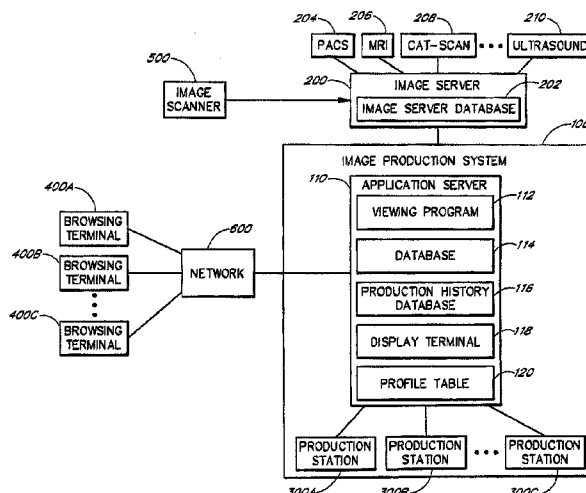 204 206 208 210
PACS MRI CAT-SCAN ULTRASOUND
500 200
IMAGE SCANNER
IMAGE SERVER
202
IMAGE SERVER DATABASE
IMAGE PRODUCTION SYSTEM
110
APPLICATION SERVER
112
VIEWING PROGRAM
400A
BROWSING TERMINAL
600
114
DATABASE
400B
BROWSING TERMINAL
NETWORK
116
PRODUCTION HISTORY DATABASE
400C
BROWSING TERMINAL
118
DISPLAY TERMINAL
120
PROFILE TABLE
PRODUCTION STATION
PRODUCTION STATION
PRODUCTION STATION
300A 300B 300C